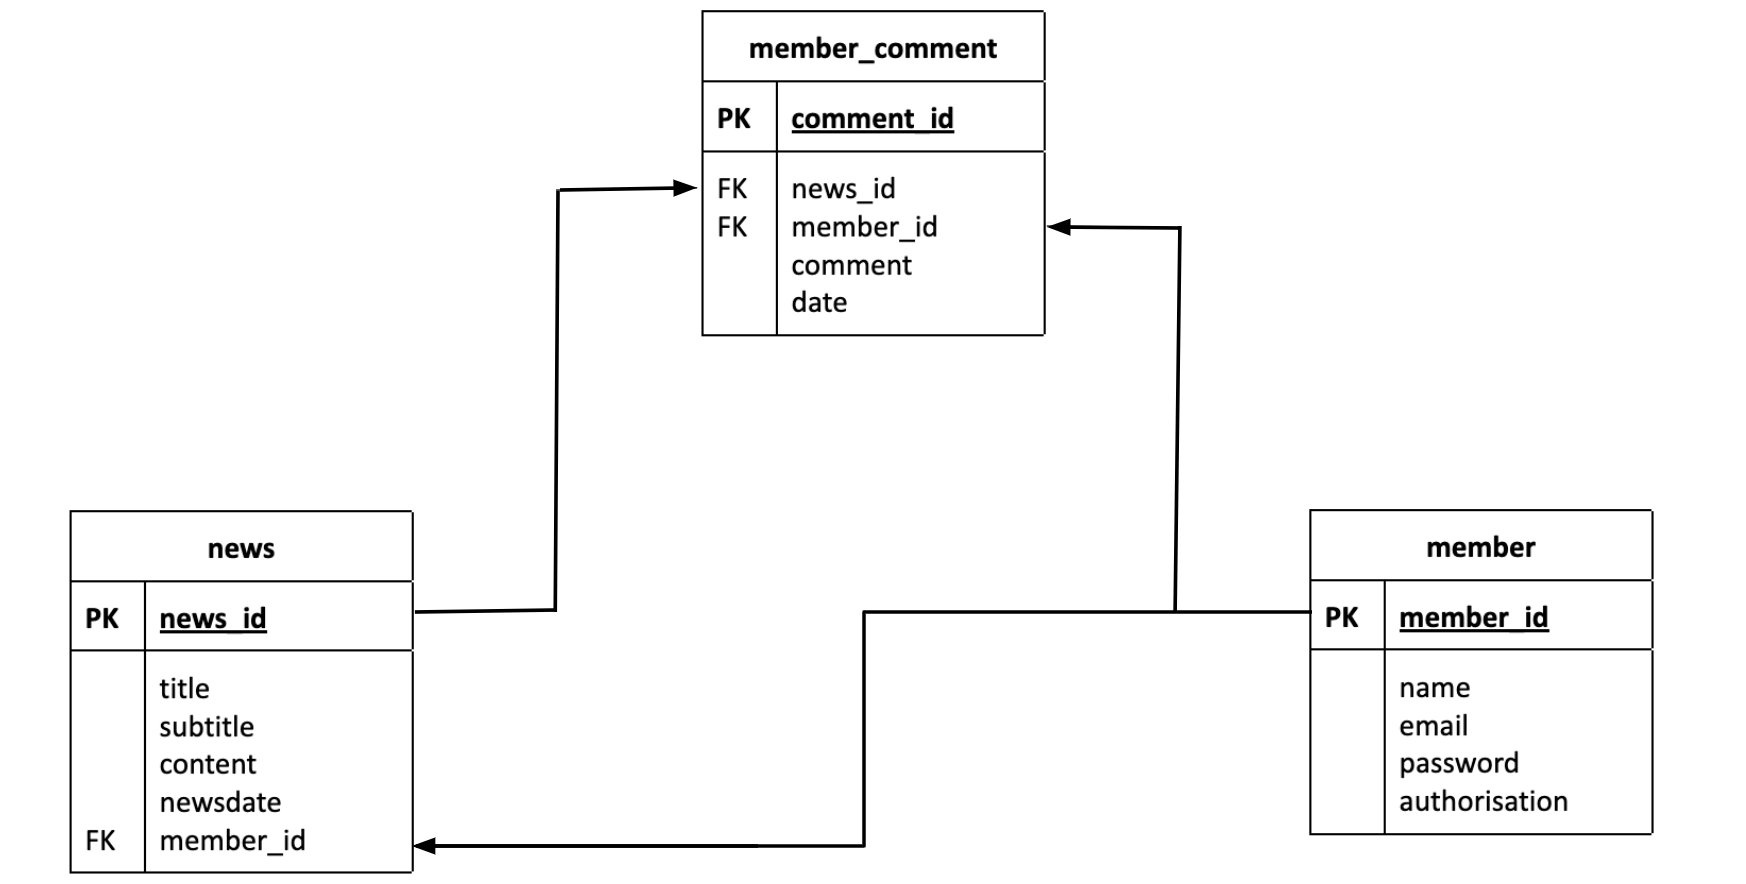 member_comment
PK comment_id
FK news_id
FK member_id
comment
date
news
PK news_id
title
subtitle
content
newsdate
FK member_id
member
PK member_id
name
email
password
authorisation